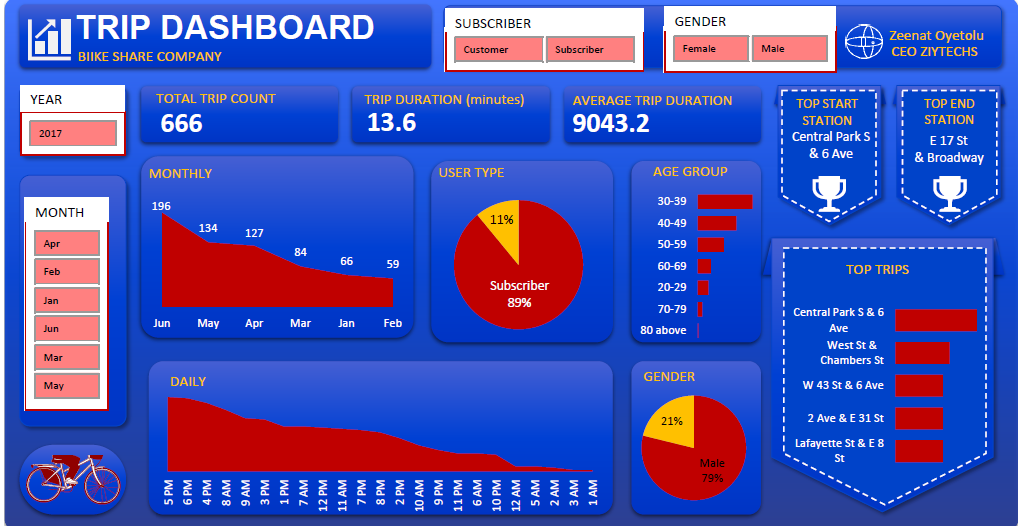 TRIP DASHBOARD
BIIKE SHARE COMPANY
SUBSCRIBER
Customer
Subscriber
GENDER
Female
Male
Zeenat Oyetolu
CEO ZIYTECHS
YEAR
2017
TOTAL TRIP COUNT
666
TRIP DURATION (minutes)
13.6
AVERAGE TRIP DURATION
9043.2
TOP START
STATION
Central Park S
& 6 Ave
TOP END
STATION
E 17 St
& Broadway
MONTH
Apr
Feb
Jan
Jun
Mar
May
MONTHLY
196
134
127
84
66
59
Jun
May
Apr
Mar
Jan
Feb
USER TYPE
11%
Subscriber
89%
AGE GROUP
30-39
40-49
50-59
60-69
20-29
70-79
80 above
TOP TRIPS
Central Park S & 6
Ave
West St &
Chambers St
W 43 St & 6 Ave
2 Ave & E 31 St
Lafayette St & E 8
St
DAILY
5 PM
6 PM
4 PM
8 AM
9 AM
3 PM
1 PM
7 PM
12 PM
11 AM
7 AM
8 PM
2 PM
10 AM
9 PM
11 PM
6 AM
10 PM
12 AM
5 AM
2 AM
3 AM
1 AM
GENDER
21%
Male
79%